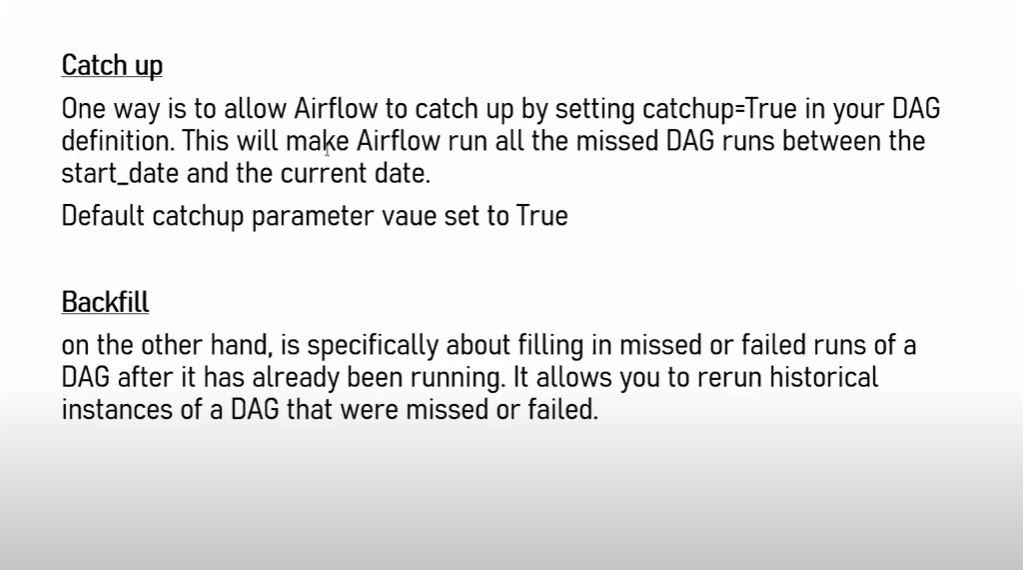 Catch up
One way is to allow Airflow to catch up by setting catchup=True in your DAG
definition. This will make Airflow run all the missed DAG runs between the
start_date and the current date.
Default catchup parameter vaue set to True
Backfill
on the other hand, is specifically about filling in missed or failed runs of a
DAG after it has already been running. It allows you to rerun historical
instances of a DAG that were missed or failed.